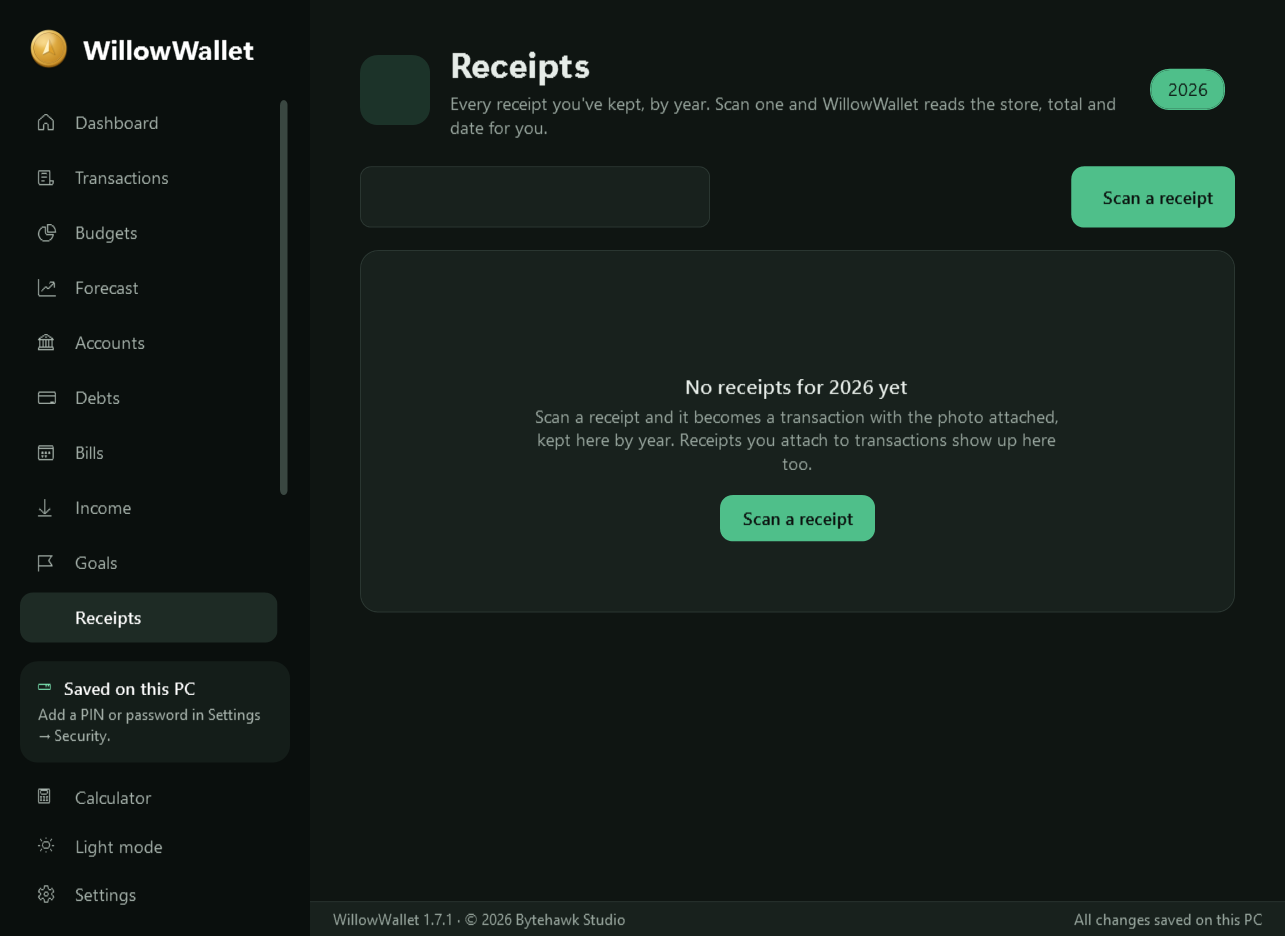 WillowWallet
Dashboard
Transactions
Budgets
Forecast
Accounts
Debts
Bills
Income
Goals
Receipts
Saved on this PC
Add a PIN or password in Settings
→ Security.
Calculator
Light mode
Settings
Receipts
Every receipt you've kept, by year. Scan one and WillowWallet reads the store, total and
date for you.
2026
Scan a receipt
No receipts for 2026 yet
Scan a receipt and it becomes a transaction with the photo attached,
kept here by year. Receipts you attach to transactions show up here
too.
Scan a receipt
WillowWallet 1.7.1 · © 2026 Bytehawk Studio
All changes saved on this PC